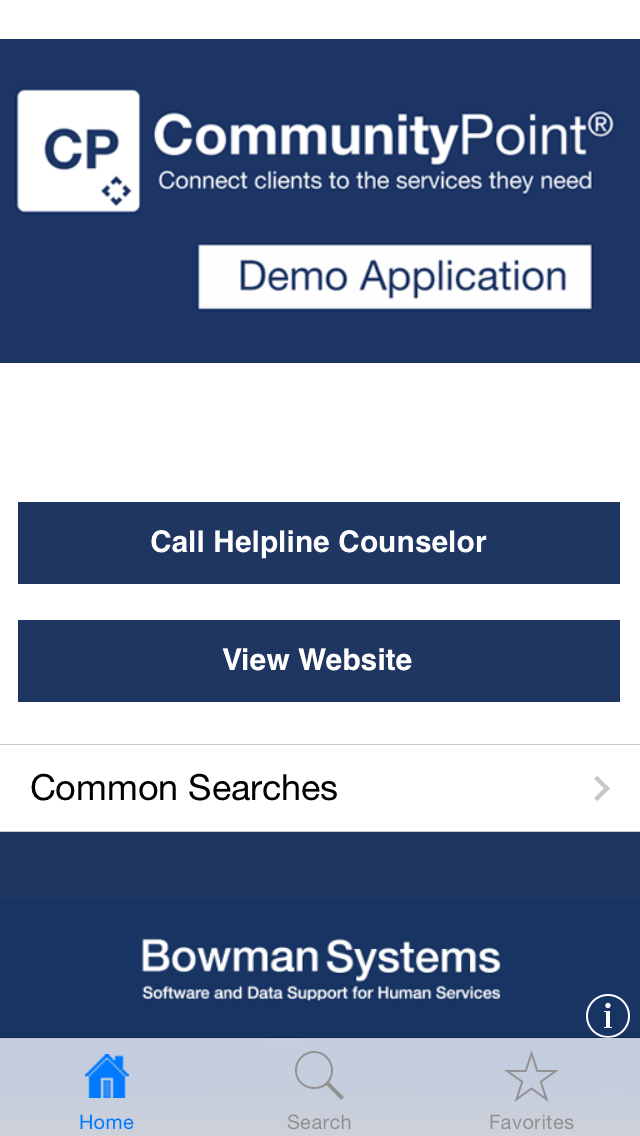 CP
CommunityPoint®
Connect clients to the services they need
Demo Application
Call Helpline Counselor
View Website
Common Searches
Bowman Systems
Software and Data Support for Human Services
i
Home
Search
Favorites